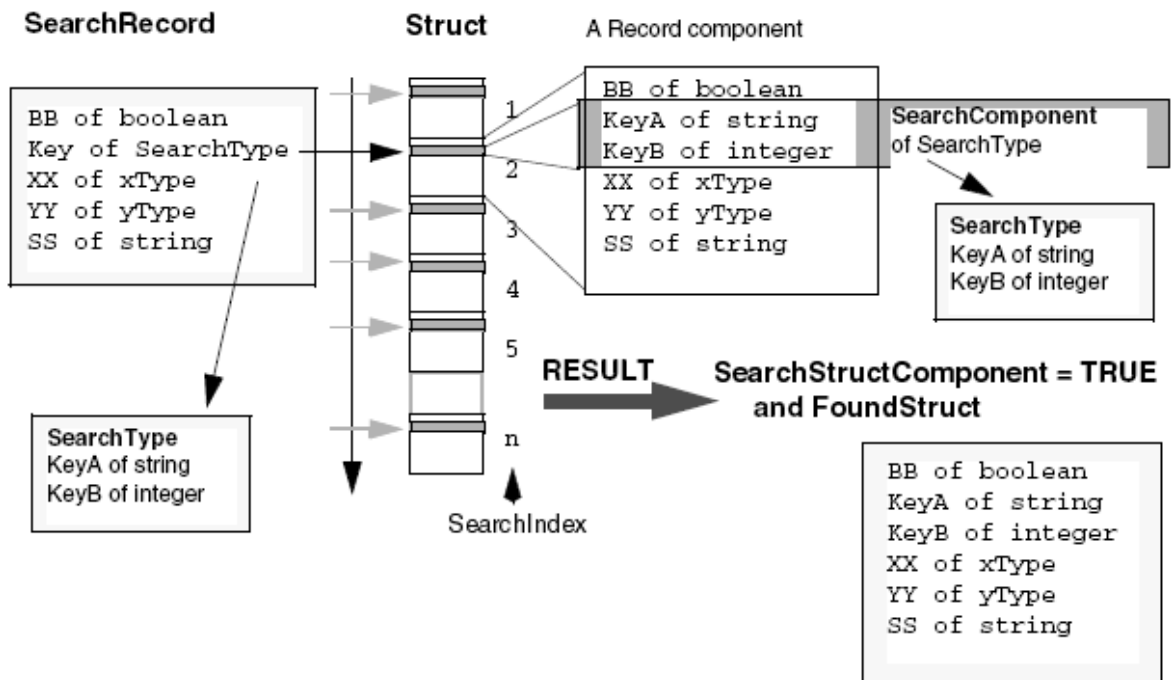 SearchRecord
BB of boolean
Key of SearchType
XX of xType
YY of yType
SS of string
SearchType
KeyA of string
KeyB of integer
Struct
1
2
3
4
5
n
SearchIndex
A Record component
BB of boolean
KeyA of string
KeyB of integer
XX of xType
YY of yType
SS of string
SearchComponent
of SearchType
SearchType
KeyA of string
KeyB of integer
RESULT
SearchStructComponent = TRUE
and FoundStruct
BB of boolean
KeyA of string
KeyB of integer
XX of xType
YY of yType
SS of string